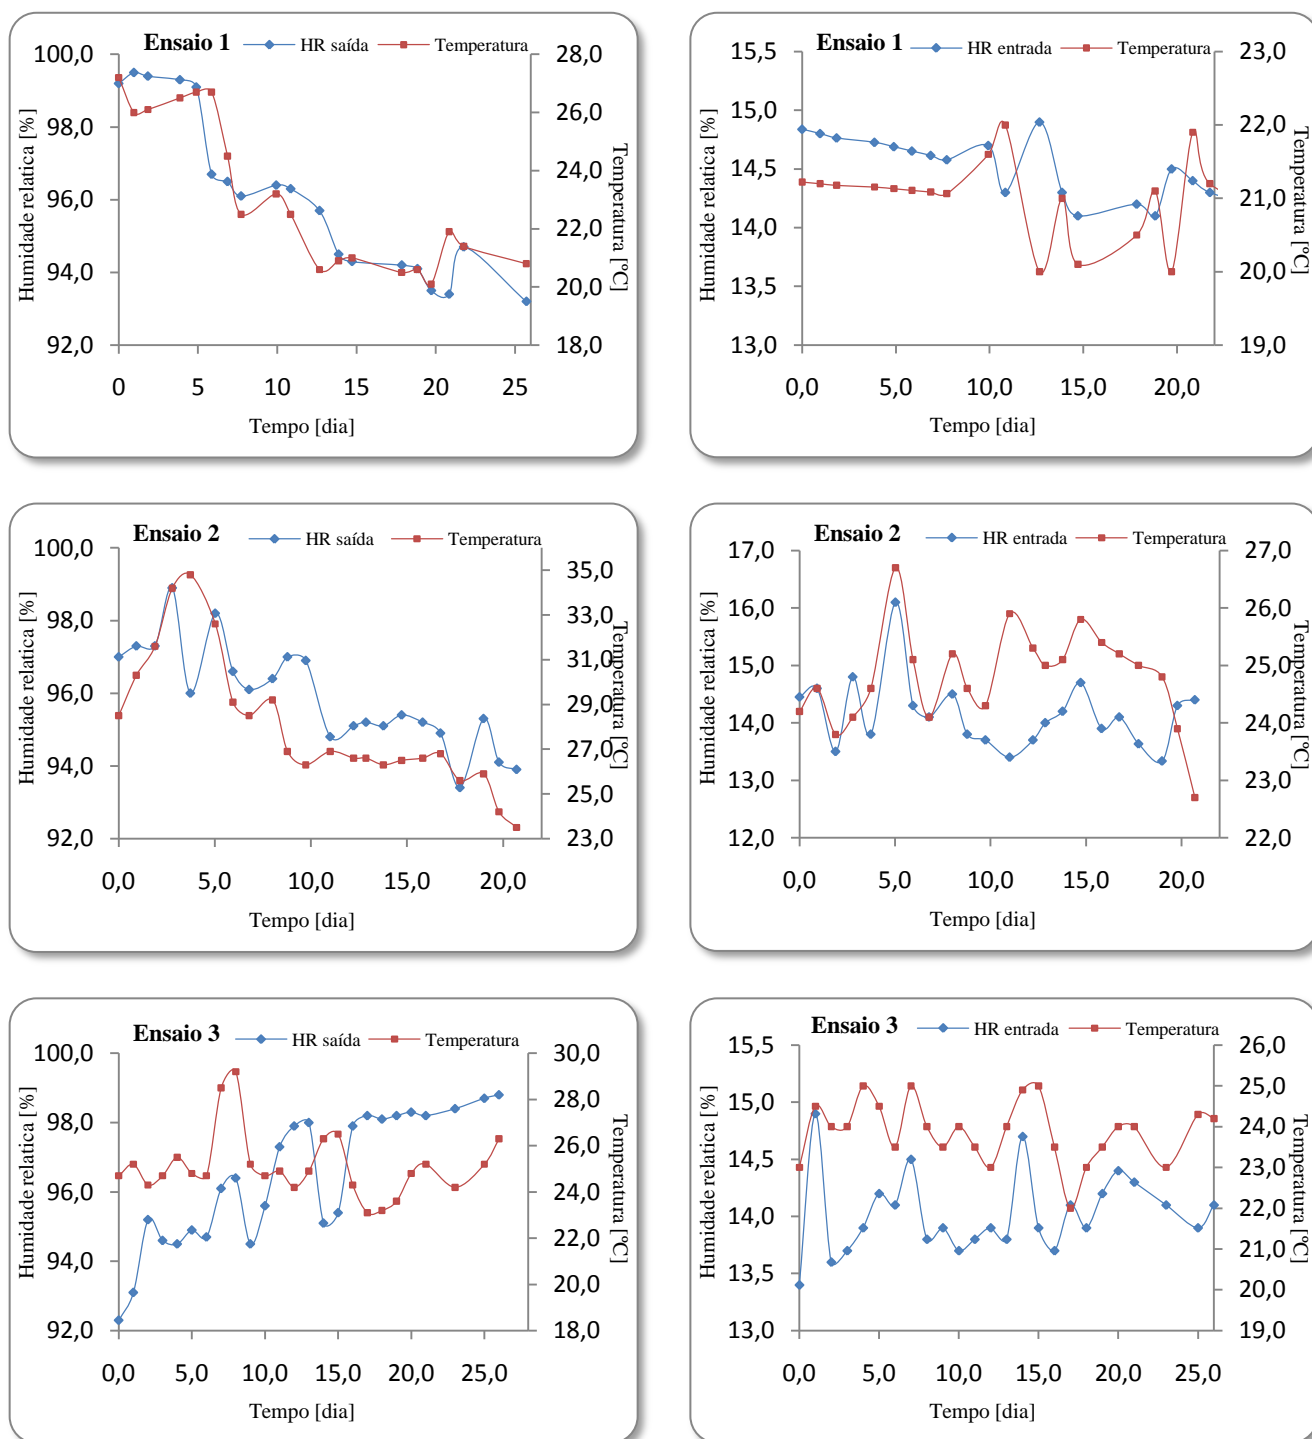 Ensaio 1 HR saída Temperatura
100,0
98,0
96,0
94,0
92,0
Humidade relatica [%]
28,0
26,0
24,0
22,0
20,0
18,0
Temperatura [ºC]
0 5 10 15 20 25
Tempo [dia]
Ensaio 1 HR entrada Temperatura
15,5
15,0
14,5
14,0
13,5
13,0
Humidade relatica [%]
23,0
22,0
21,0
20,0
19,0
Temperatura [ºC]
0,0 5,0 10,0 15,0 20,0
Tempo [dia]
Ensaio 2 HR saída Temperatura
100,0
98,0
96,0
94,0
92,0
Humidade relatica [%]
35,0
33,0
31,0
29,0
27,0
25,0
23,0
Temperatura [ºC]
0,0 5,0 10,0 15,0 20,0
Tempo [dia]
Ensaio 2 HR entrada Temperatura
17,0
16,0
15,0
14,0
13,0
12,0
Humidade relatica [%]
27,0
26,0
25,0
24,0
23,0
22,0
Temperatura [ºC]
0,0 5,0 10,0 15,0 20,0
Tempo [dia]
Ensaio 3 HR saída Temperatura
100,0
98,0
96,0
94,0
92,0
Humidade relatica [%]
30,0
28,0
26,0
24,0
22,0
20,0
18,0
Temperatura [ºC]
0,0 5,0 10,0 15,0 20,0 25,0
Tempo [dia]
Ensaio 3 HR entrada Temperatura
15,5
15,0
14,5
14,0
13,5
13,0
Humidade relatica [%]
26,0
25,0
24,0
23,0
22,0
21,0
20,0
19,0
Temperatura [ºC]
0,0 5,0 10,0 15,0 20,0 25,0
Tempo [dia]